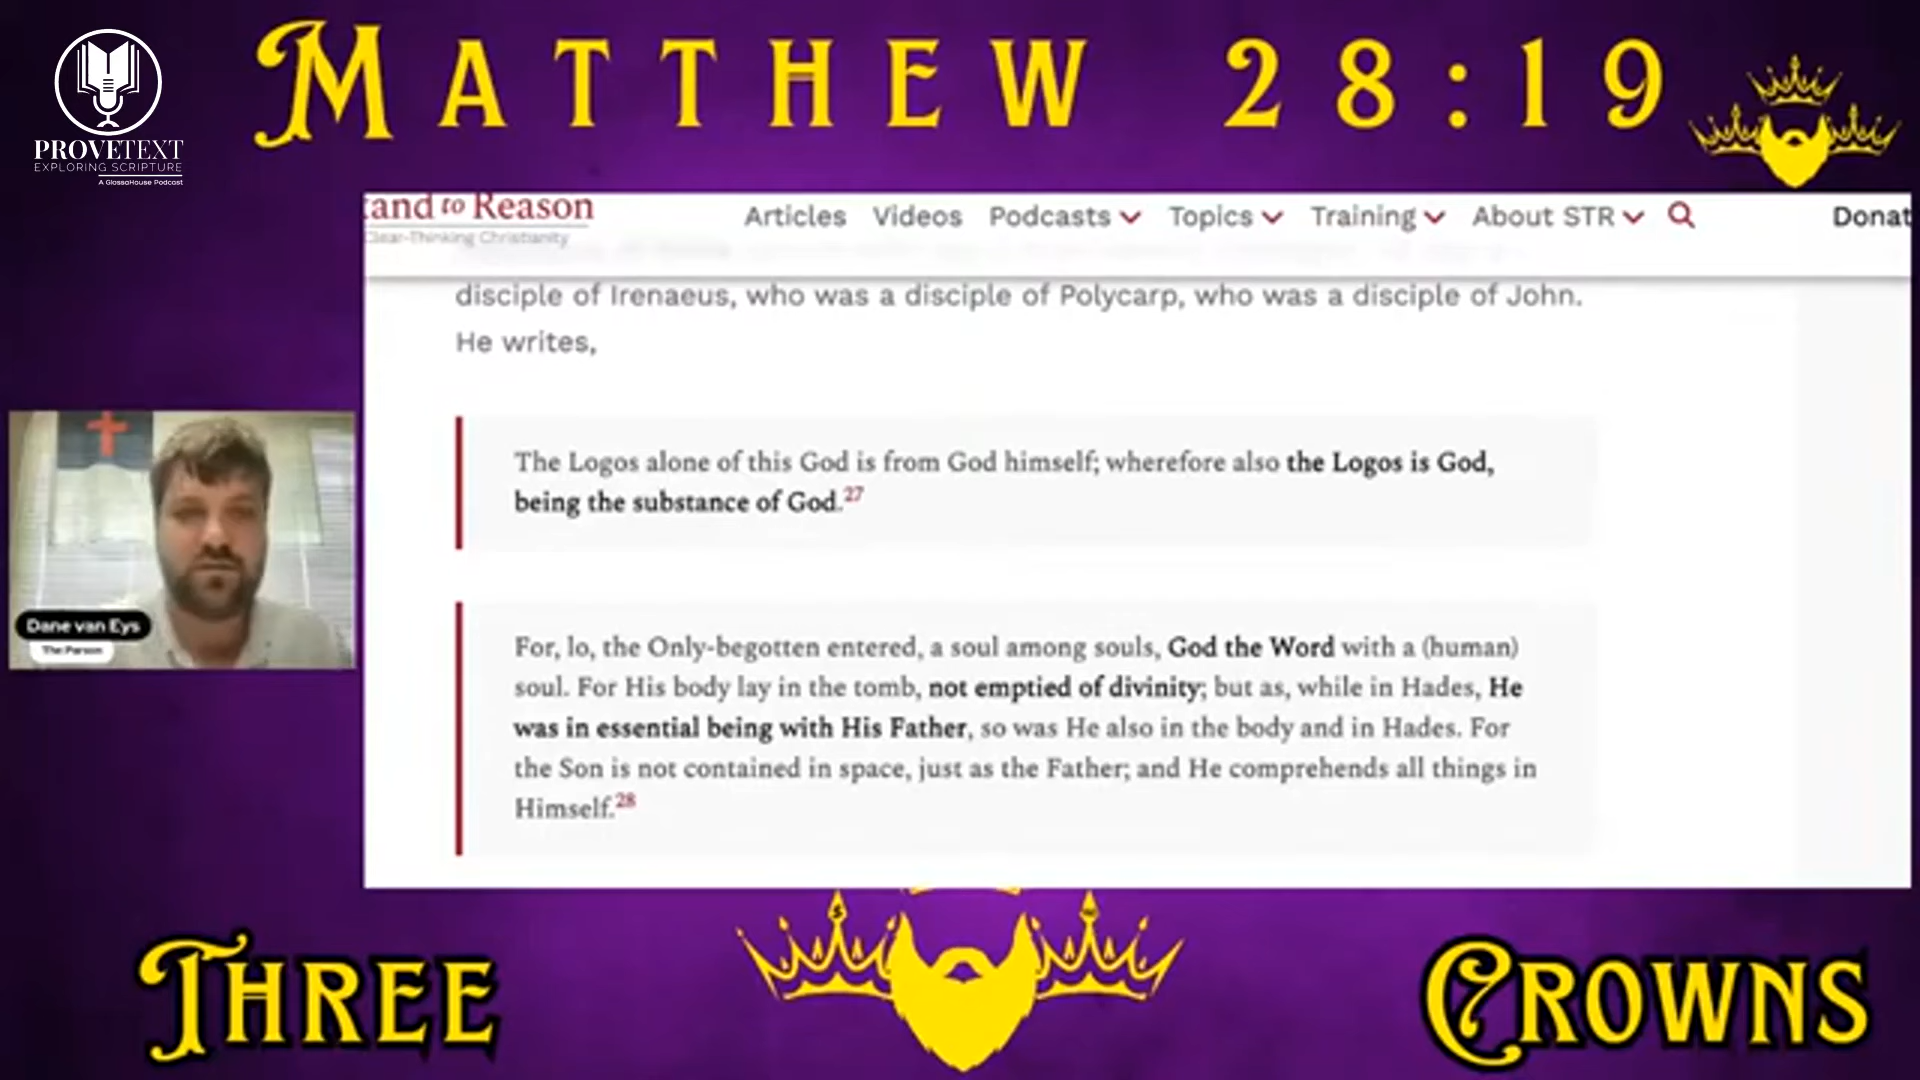 MATTHEW 28:19
PROVETEXT
EXPLORING SCRIPTURE
A GlossaHouse Podcast
tand to Reason
Clear-Thinking Christianity
Articles Videos Podcasts Topics Training About STR Donat
disciple of Irenaeus, who was a disciple of Polycarp, who was a disciple of John.
He writes,
The Logos alone of this God is from God himself; wherefore also the Logos is God,
being the substance of God.27
For, lo, the Only-begotten entered, a soul among souls, God the Word with a (human)
soul. For His body lay in the tomb, not emptied of divinity; but as, while in Hades, He
was in essential being with His Father, so was He also in the body and in Hades. For
the Son is not contained in space, just as the Father; and He comprehends all things in
Himself.28
Dane van Eys
The Parson
THREE CROWNS